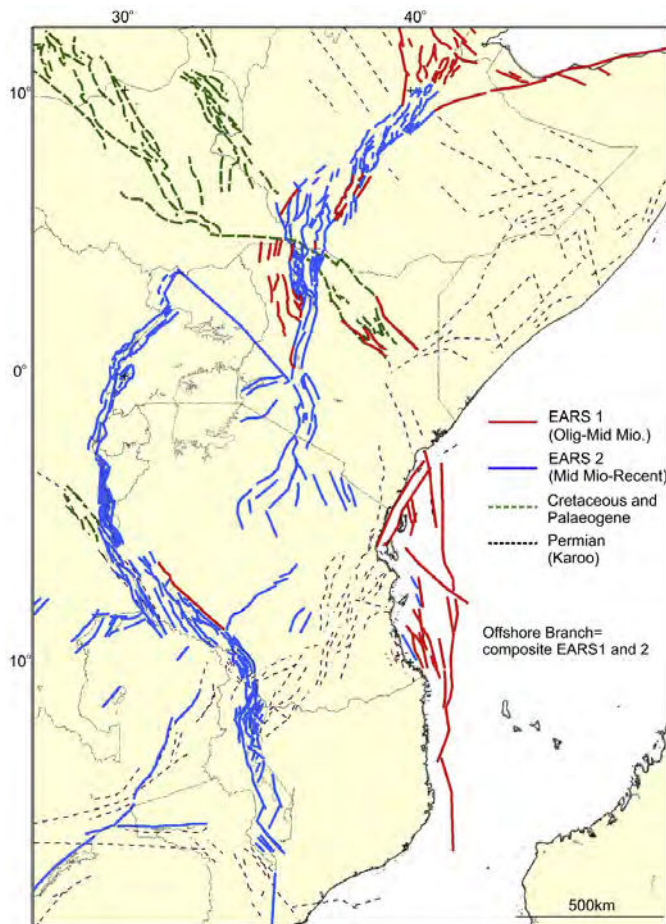 30° 40°
10°
0°
EARS 1
(Olig-Mid Mio.)
EARS 2
(Mid Mio-Recent)
Cretaceous and
Palaeogene
Permian
(Karoo)
Offshore Branch=
composite EARS1 and 2
10°
500km